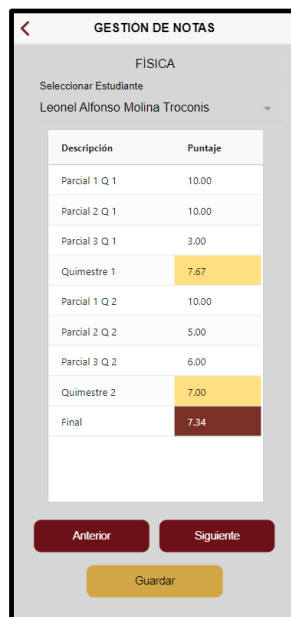 GESTIÓN DE NOTAS
FÍSICA
Seleccionar Estudiante
Leonel Alfonso Molina Troconis
Descripción Puntaje
Parcial 1 Q 1 10.00
Parcial 2 Q 1 10.00
Parcial 3 Q 1 3.00
Quimestre 1 7.67
Parcial 1 Q 2 10.00
Parcial 2 Q 2 5.00
Parcial 3 Q 2 6.00
Quimestre 2 7.00
Final 7.34
Anterior Siguiente
Guardar